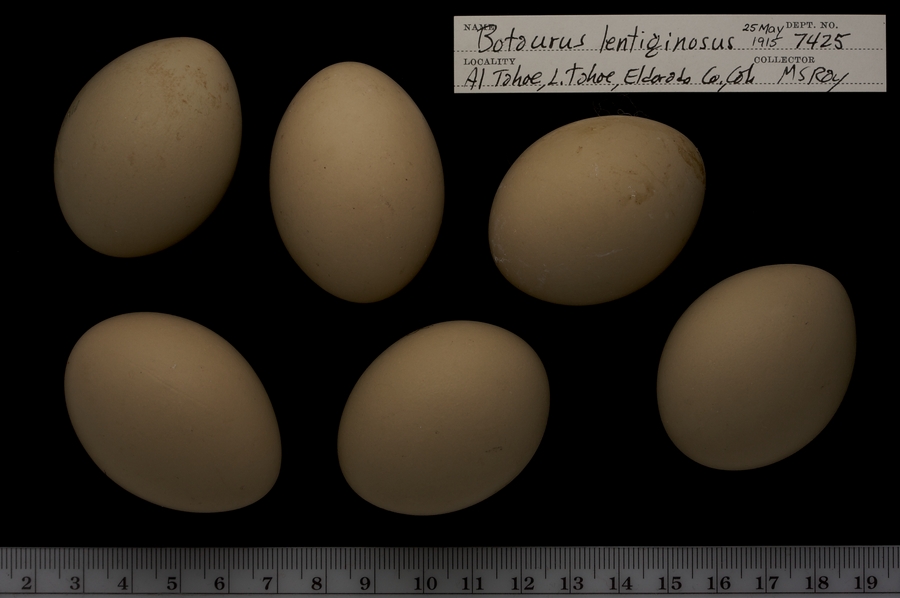 NAME 25 May DEPT. NO.
Botaurus lentiginosus 1915 7425
LOCALITY COLLECTOR
Al Tahoe, L. Tahoe, Eldorado Co., Cal. M S Ray
2 3 4 5 6 7 8 9 10 11 12 13 14 15 16 17 18 19